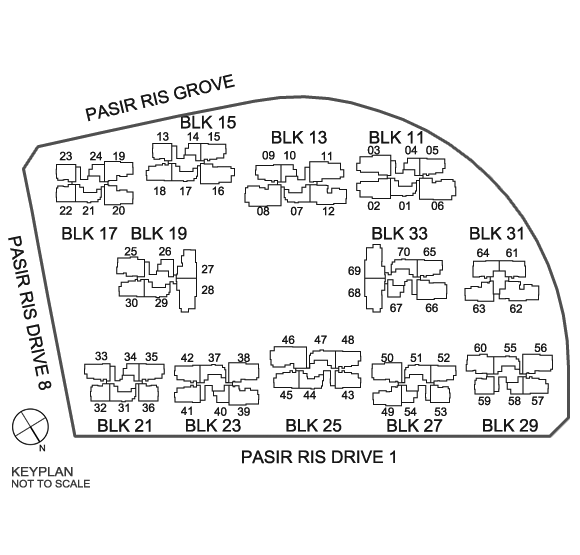 PASIR RIS GROVE
BLK 15
13 14 15
18 17 16
BLK 13
09 10 11
08 07 12
BLK 11
03 04 05
02 01 06
23 24 19
22 21 20
BLK 17
BLK 19
25 26 27
30 29 28
BLK 33
69 70 65
68 67 66
BLK 31
64 61
63 62
PASIR RIS DRIVE 8
33 34 35
32 31 36
BLK 21
42 37 38
41 40 39
BLK 23
46 47 48
45 44 43
BLK 25
50 51 52
49 54 53
BLK 27
60 55 56
59 58 57
BLK 29
PASIR RIS DRIVE 1
N
KEYPLAN
NOT TO SCALE